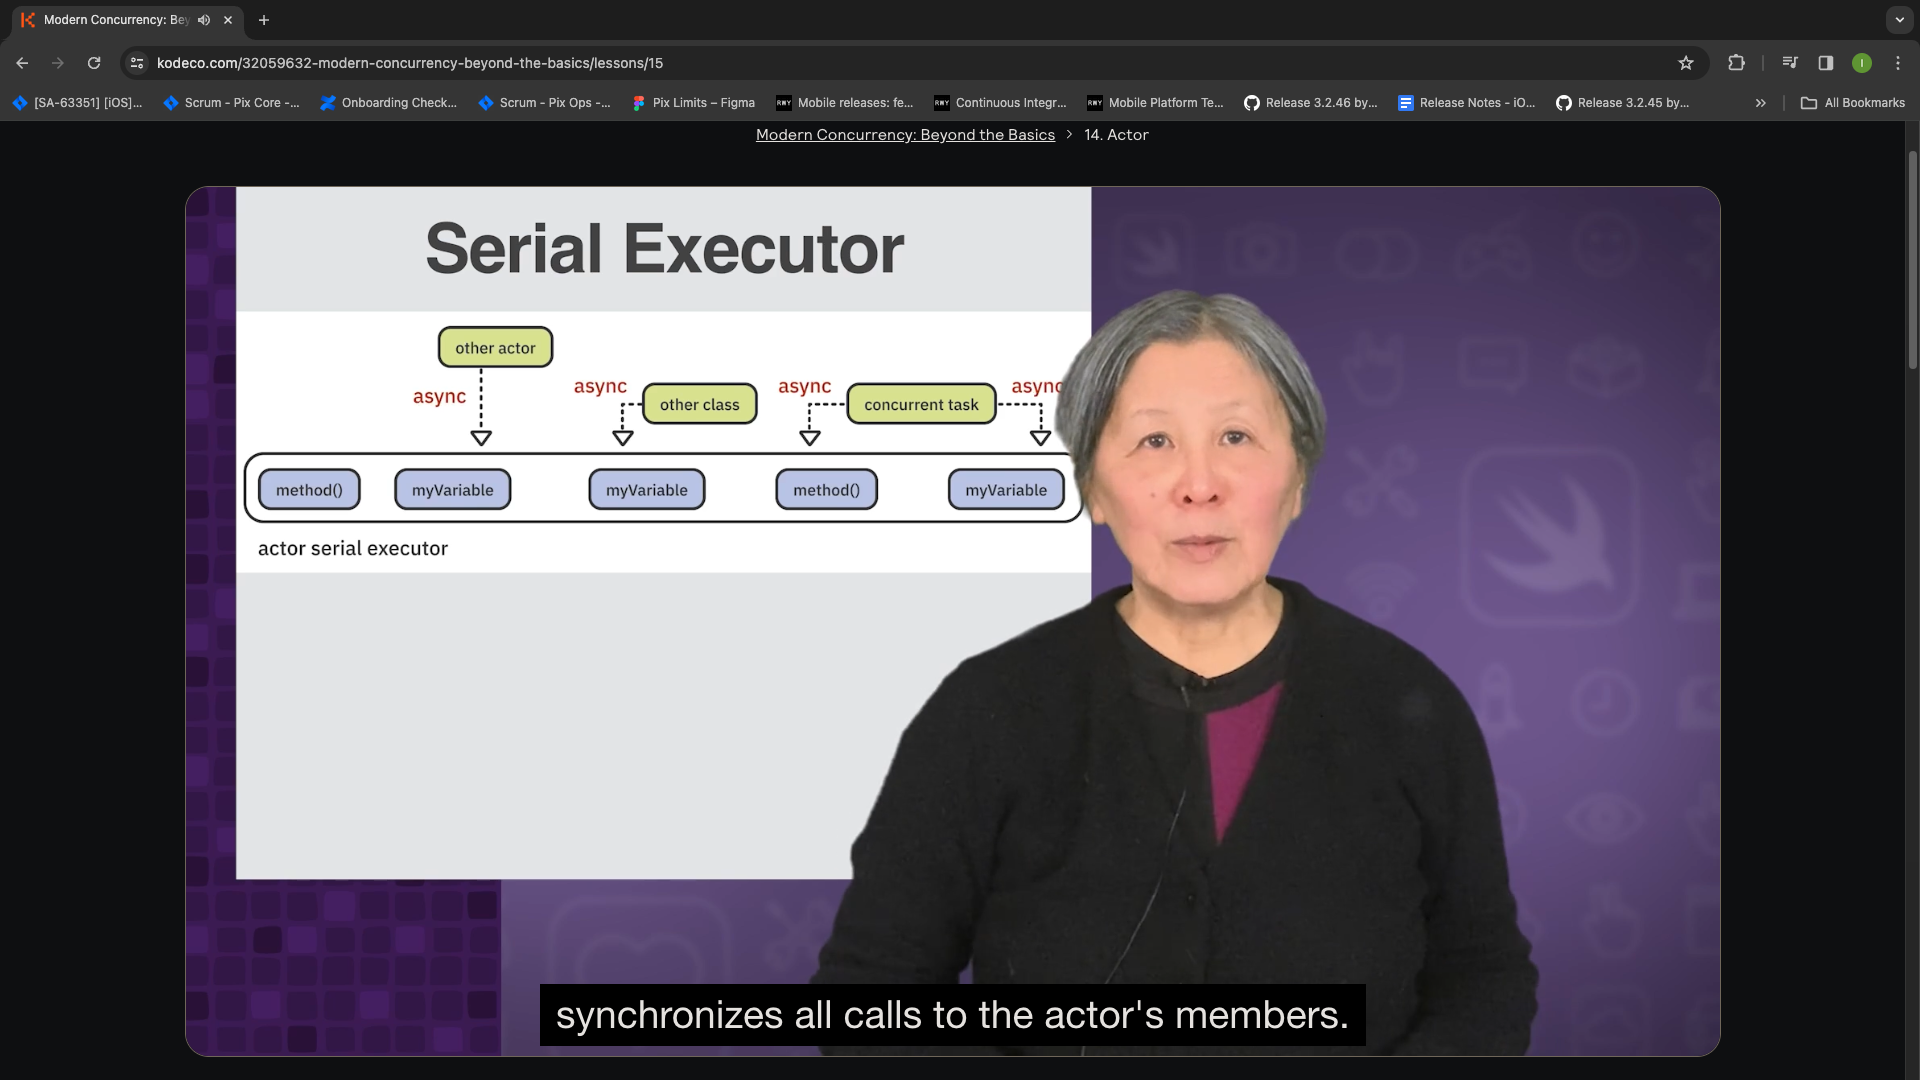 Modern Concurrency: Bey
kodeco.com/32059632-modern-concurrency-beyond-the-basics/lessons/15
I
[SA-63351] [iOS]...
Scrum - Pix Core -...
Onboarding Check...
Scrum - Pix Ops -...
Pix Limits – Figma
RWY
Mobile releases: fe...
RWY
Continuous Integr...
RWY
Mobile Platform Te...
Release 3.2.46 by...
Release Notes - iO...
Release 3.2.45 by...
All Bookmarks
Modern Concurrency: Beyond the Basics > 14. Actor
Serial Executor
other actor
async
async
other class
async
concurrent task
async
method()
myVariable
myVariable
method()
myVariable
actor serial executor
synchronizes all calls to the actor's members.